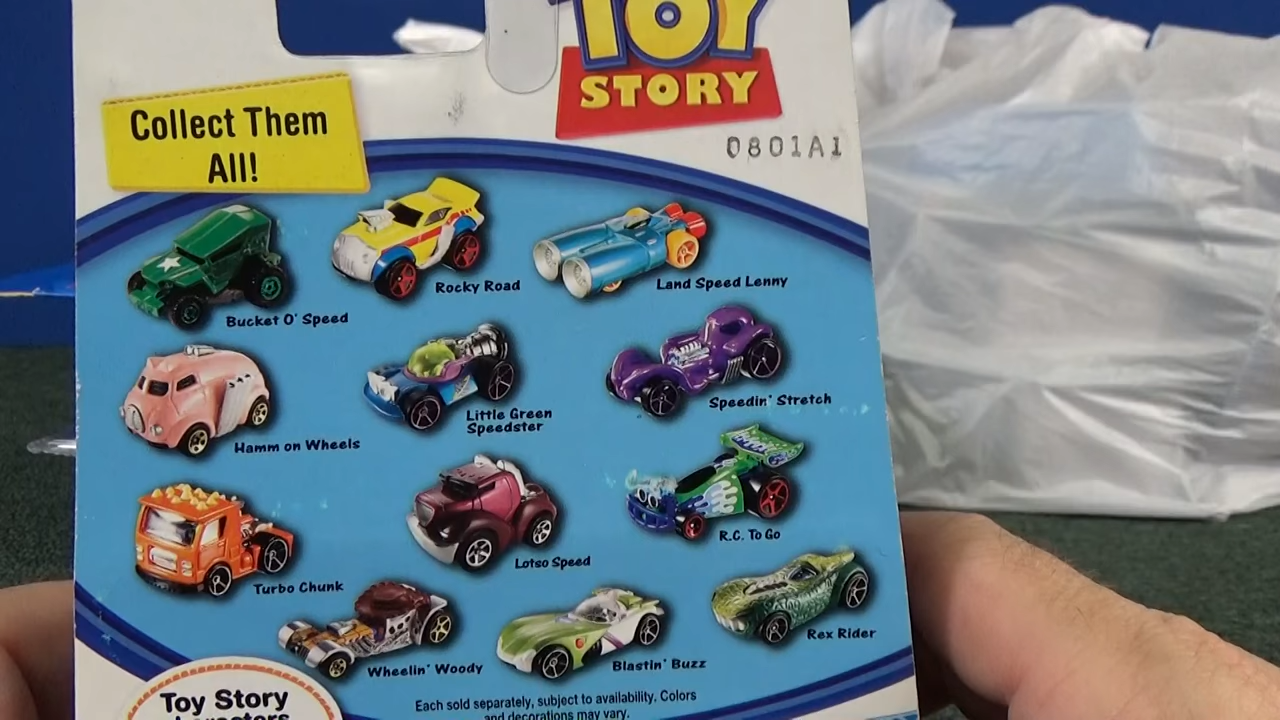 TOY
STORY
Collect Them
All!
0801A1
Rocky Road
Land Speed Lenny
Bucket O' Speed
Little Green
Speedster
Speedin' Stretch
Hamm on Wheels
R.C. To Go
Lotso Speed
Turbo Chunk
Rex Rider
Wheelin' Woody
Blastin' Buzz
Each sold separately, subject to availability. Colors
and decorations may vary.
Toy Story